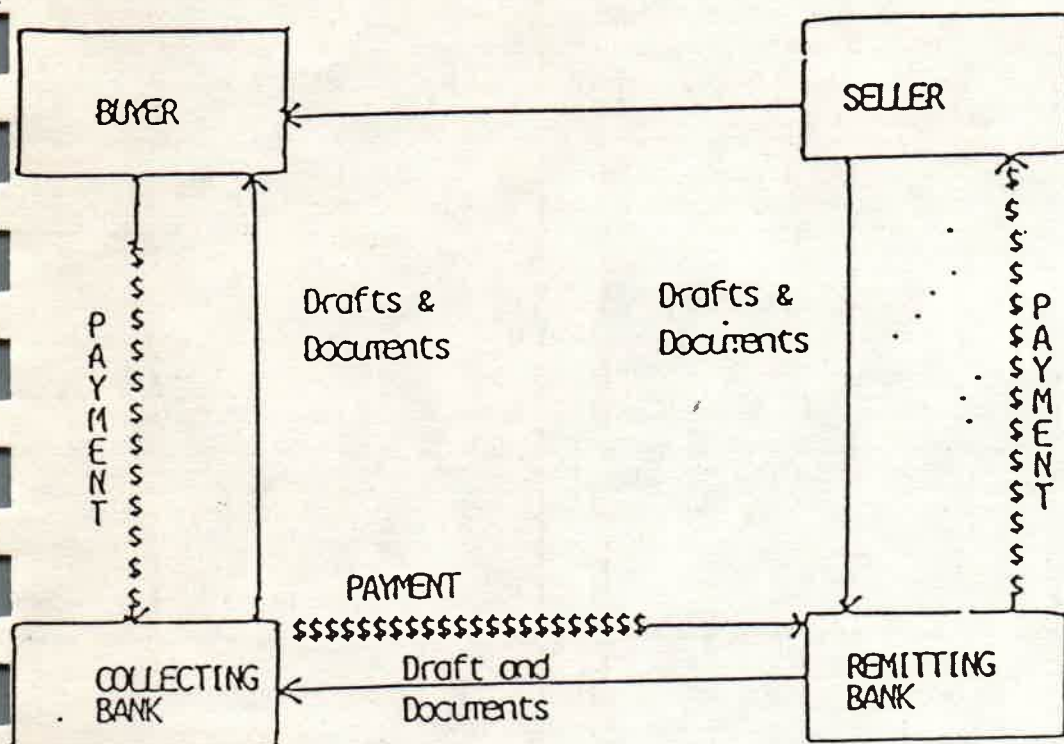 BUYER
SELLER
Drafts &
Documents
Drafts &
Documents
PAYMENT
$$$$$$$$$$$$$$
PAYMENT
$$$$$$$$$$$$$$$$$$$
PAYMENT
$$$$$$$$$$$$$$$$$$$$$$
Draft and
Documents
COLLECTING
BANK
REMITTING
BANK